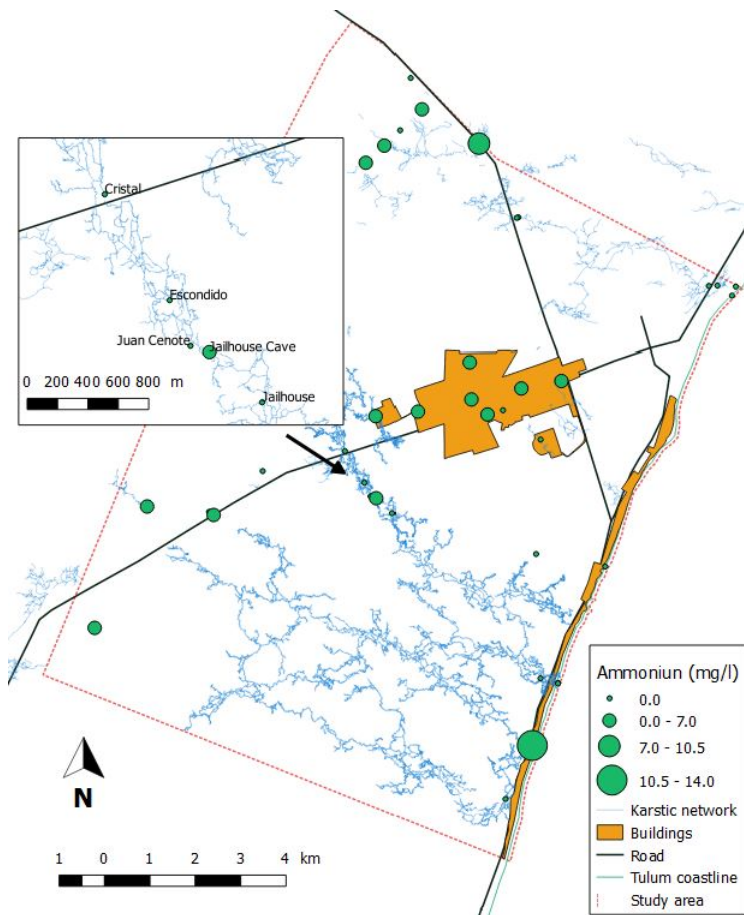 Cristal
Escondido
Juan Cenote
Jailhouse Cave
0 200 400 600 800 m
Jailhouse
N
1 0 1 2 3 4 km
Ammoniun (mg/l)
0.0
0.0 - 7.0
7.0 - 10.5
10.5 - 14.0
Karstic network
Buildings
Road
Tulum coastline
Study area